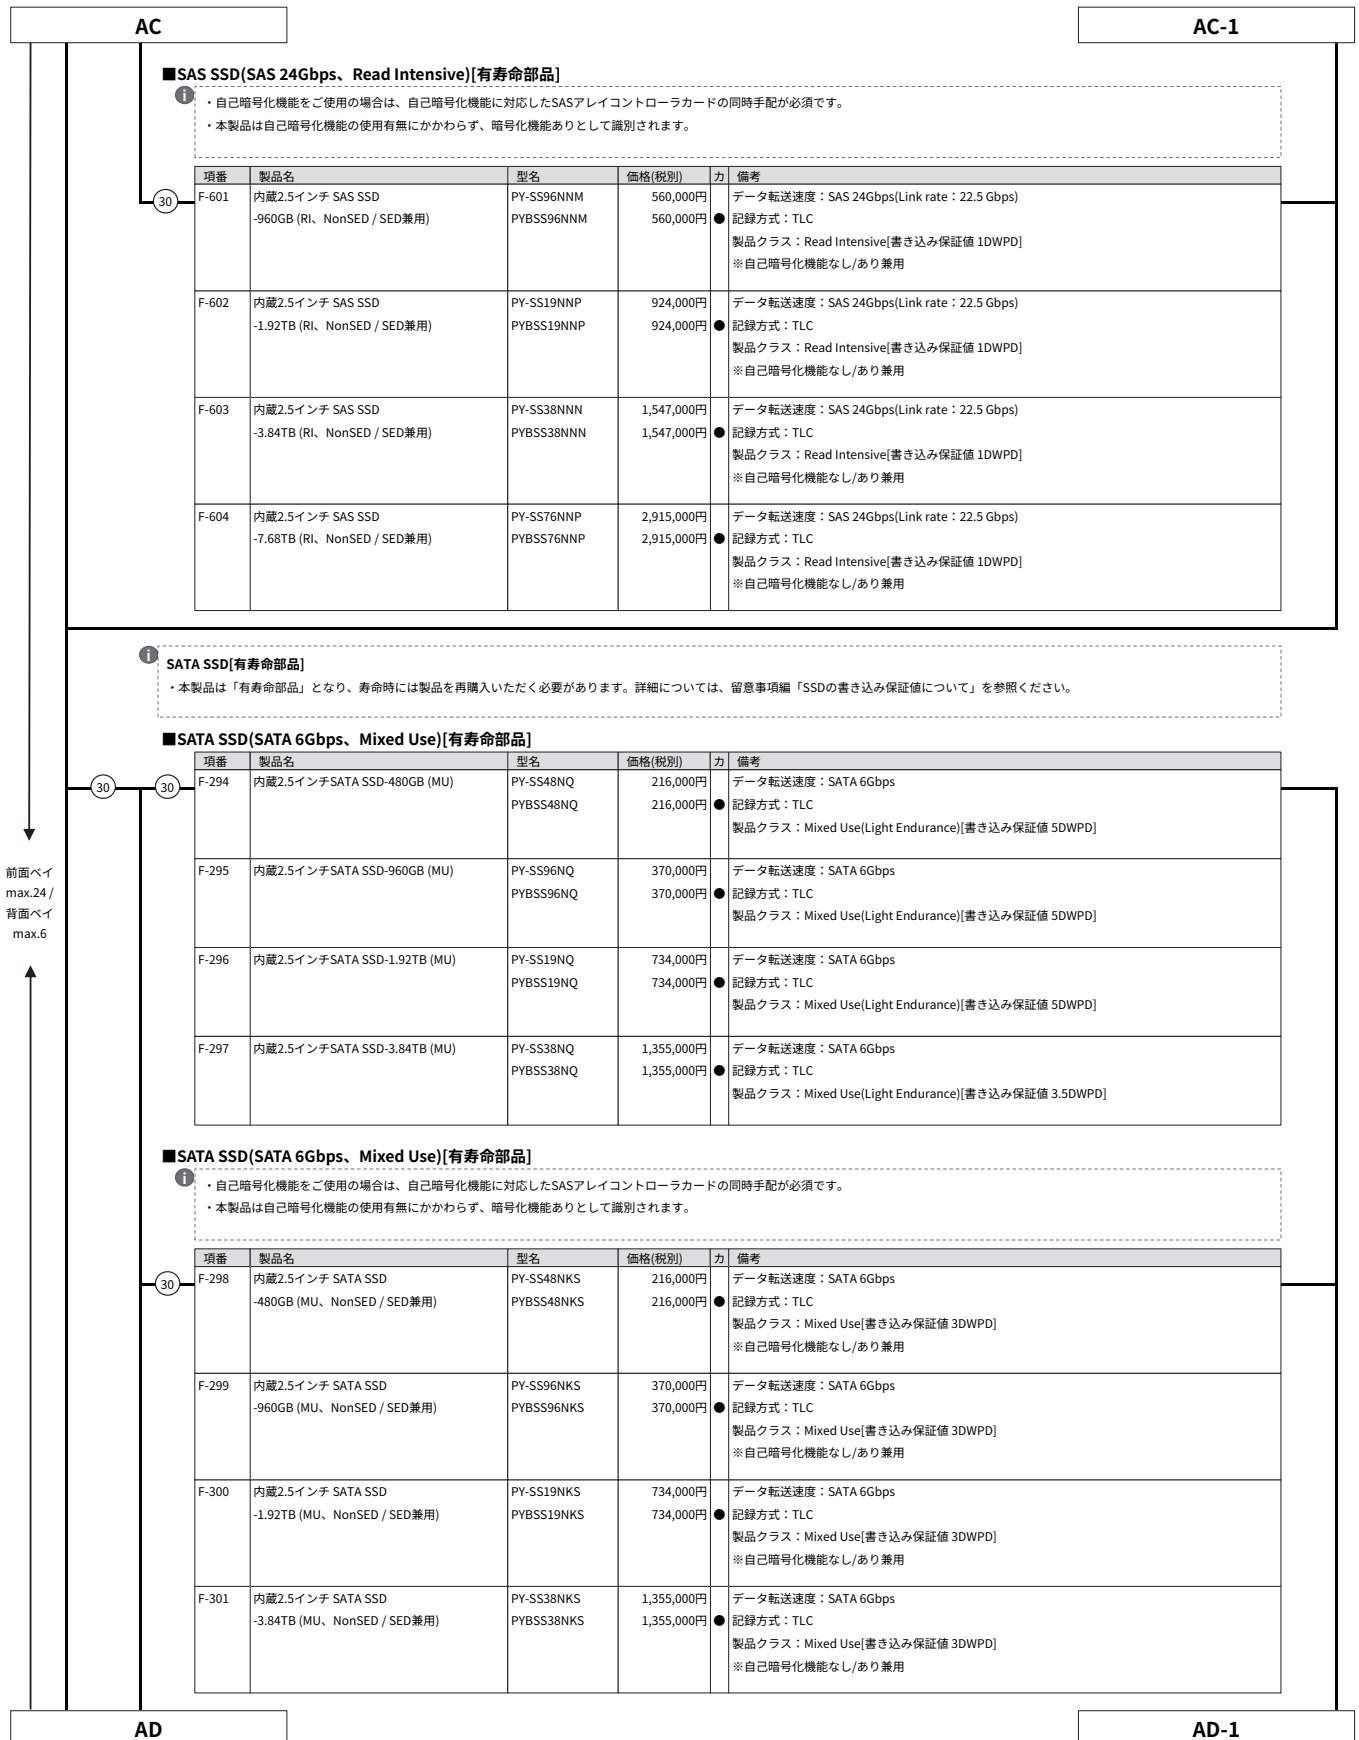 AC
AC-1
■SAS SSD(SAS 24Gbps、Read Intensive)[有寿命部品]
・自己暗号化機能をご使用の場合は、自己暗号化機能に対応したSASアレイコントローラカードの同時手配が必須です。
・本製品は自己暗号化機能の使用有無にかかわらず、暗号化機能ありとして識別されます。
項番 製品名 型名 価格(税別) カ 備考
30 F-601 内蔵2.5インチ SAS SSD PY-SS96NNM 560,000円 データ転送速度：SAS 24Gbps(Link rate：22.5 Gbps)
-960GB (RI、NonSED / SED兼用) PYBSS96NNM 560,000円 ● 記録方式：TLC
製品クラス：Read Intensive[書き込み保証値 1DWPD]
※自己暗号化機能なし/あり兼用
F-602 内蔵2.5インチ SAS SSD PY-SS19NNP 924,000円 データ転送速度：SAS 24Gbps(Link rate：22.5 Gbps)
-1.92TB (RI、NonSED / SED兼用) PYBSS19NNP 924,000円 ● 記録方式：TLC
製品クラス：Read Intensive[書き込み保証値 1DWPD]
※自己暗号化機能なし/あり兼用
F-603 内蔵2.5インチ SAS SSD PY-SS38NNN 1,547,000円 データ転送速度：SAS 24Gbps(Link rate：22.5 Gbps)
-3.84TB (RI、NonSED / SED兼用) PYBSS38NNN 1,547,000円 ● 記録方式：TLC
製品クラス：Read Intensive[書き込み保証値 1DWPD]
※自己暗号化機能なし/あり兼用
F-604 内蔵2.5インチ SAS SSD PY-SS76NNP 2,915,000円 データ転送速度：SAS 24Gbps(Link rate：22.5 Gbps)
-7.68TB (RI、NonSED / SED兼用) PYBSS76NNP 2,915,000円 ● 記録方式：TLC
製品クラス：Read Intensive[書き込み保証値 1DWPD]
※自己暗号化機能なし/あり兼用
SATA SSD[有寿命部品]
・本製品は「有寿命部品」となり、寿命時には製品を再購入いただく必要があります。詳細については、留意事項編「SSDの書き込み保証値について」を参照ください。
■SATA SSD(SATA 6Gbps、Mixed Use)[有寿命部品]
項番 製品名 型名 価格(税別) カ 備考
30 30 F-294 内蔵2.5インチSATA SSD-480GB (MU) PY-SS48NQ 216,000円 データ転送速度：SATA 6Gbps
PYBSS48NQ 216,000円 ● 記録方式：TLC
製品クラス：Mixed Use(Light Endurance)[書き込み保証値 5DWPD]
F-295 内蔵2.5インチSATA SSD-960GB (MU) PY-SS96NQ 370,000円 データ転送速度：SATA 6Gbps
PYBSS96NQ 370,000円 ● 記録方式：TLC
製品クラス：Mixed Use(Light Endurance)[書き込み保証値 5DWPD]
前面ベイ
max.24 /
背面ベイ
max.6
F-296 内蔵2.5インチSATA SSD-1.92TB (MU) PY-SS19NQ 734,000円 データ転送速度：SATA 6Gbps
PYBSS19NQ 734,000円 ● 記録方式：TLC
製品クラス：Mixed Use(Light Endurance)[書き込み保証値 5DWPD]
F-297 内蔵2.5インチSATA SSD-3.84TB (MU) PY-SS38NQ 1,355,000円 データ転送速度：SATA 6Gbps
PYBSS38NQ 1,355,000円 ● 記録方式：TLC
製品クラス：Mixed Use(Light Endurance)[書き込み保証値 3.5DWPD]
■SATA SSD(SATA 6Gbps、Mixed Use)[有寿命部品]
・自己暗号化機能をご使用の場合は、自己暗号化機能に対応したSASアレイコントローラカードの同時手配が必須です。
・本製品は自己暗号化機能の使用有無にかかわらず、暗号化機能ありとして識別されます。
項番 製品名 型名 価格(税別) カ 備考
30 F-298 内蔵2.5インチ SATA SSD PY-SS48NKS 216,000円 データ転送速度：SATA 6Gbps
-480GB (MU、NonSED / SED兼用) PYBSS48NKS 216,000円 ● 記録方式：TLC
製品クラス：Mixed Use[書き込み保証値 3DWPD]
※自己暗号化機能なし/あり兼用
F-299 内蔵2.5インチ SATA SSD PY-SS96NKS 370,000円 データ転送速度：SATA 6Gbps
-960GB (MU、NonSED / SED兼用) PYBSS96NKS 370,000円 ● 記録方式：TLC
製品クラス：Mixed Use[書き込み保証値 3DWPD]
※自己暗号化機能なし/あり兼用
F-300 内蔵2.5インチ SATA SSD PY-SS19NKS 734,000円 データ転送速度：SATA 6Gbps
-1.92TB (MU、NonSED / SED兼用) PYBSS19NKS 734,000円 ● 記録方式：TLC
製品クラス：Mixed Use[書き込み保証値 3DWPD]
※自己暗号化機能なし/あり兼用
F-301 内蔵2.5インチ SATA SSD PY-SS38NKS 1,355,000円 データ転送速度：SATA 6Gbps
-3.84TB (MU、NonSED / SED兼用) PYBSS38NKS 1,355,000円 ● 記録方式：TLC
製品クラス：Mixed Use[書き込み保証値 3DWPD]
※自己暗号化機能なし/あり兼用
AD
AD-1